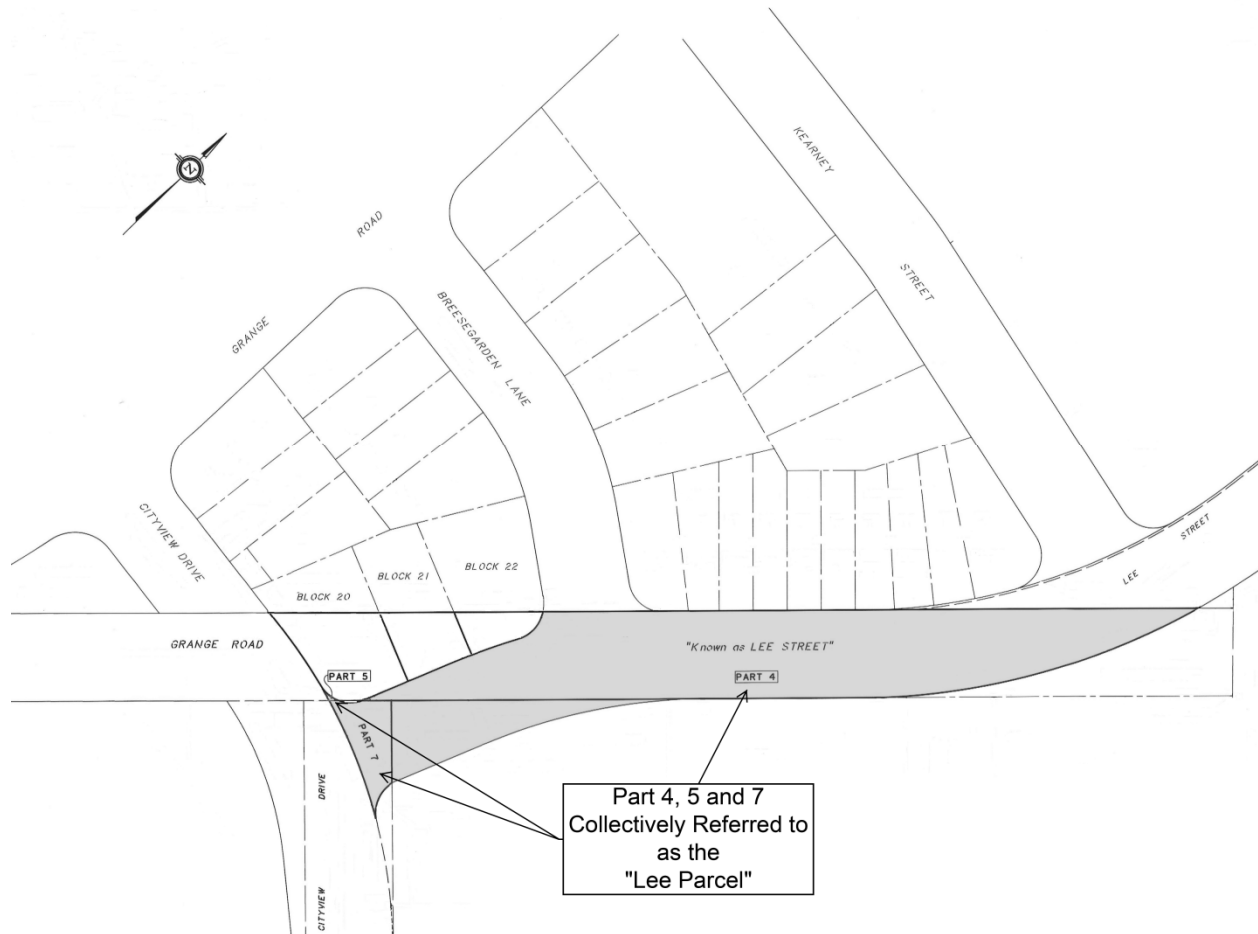 KEARNEY
STREET
ROAD
GRANGE
BREESEGARDEN LANE
CITYVIEW DRIVE
STREET
LEE
BLOCK 22
BLOCK 21
BLOCK 20
GRANGE ROAD
"Known as LEE STREET"
PART 5
PART 4
PART 7
DRIVE
CITYVIEW
Part 4, 5 and 7
Collectively Referred to
as the
"Lee Parcel"
N